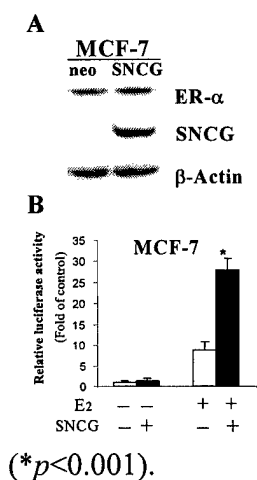 A
MCF-7
neo SNCG
ER-α
SNCG
β-Actin
B
MCF-7
Relative luciferase activity
(Fold of control)
35
30
25
20
15
10
5
0
*
E2 – – + +
SNCG – + – +
(*p<0.001).